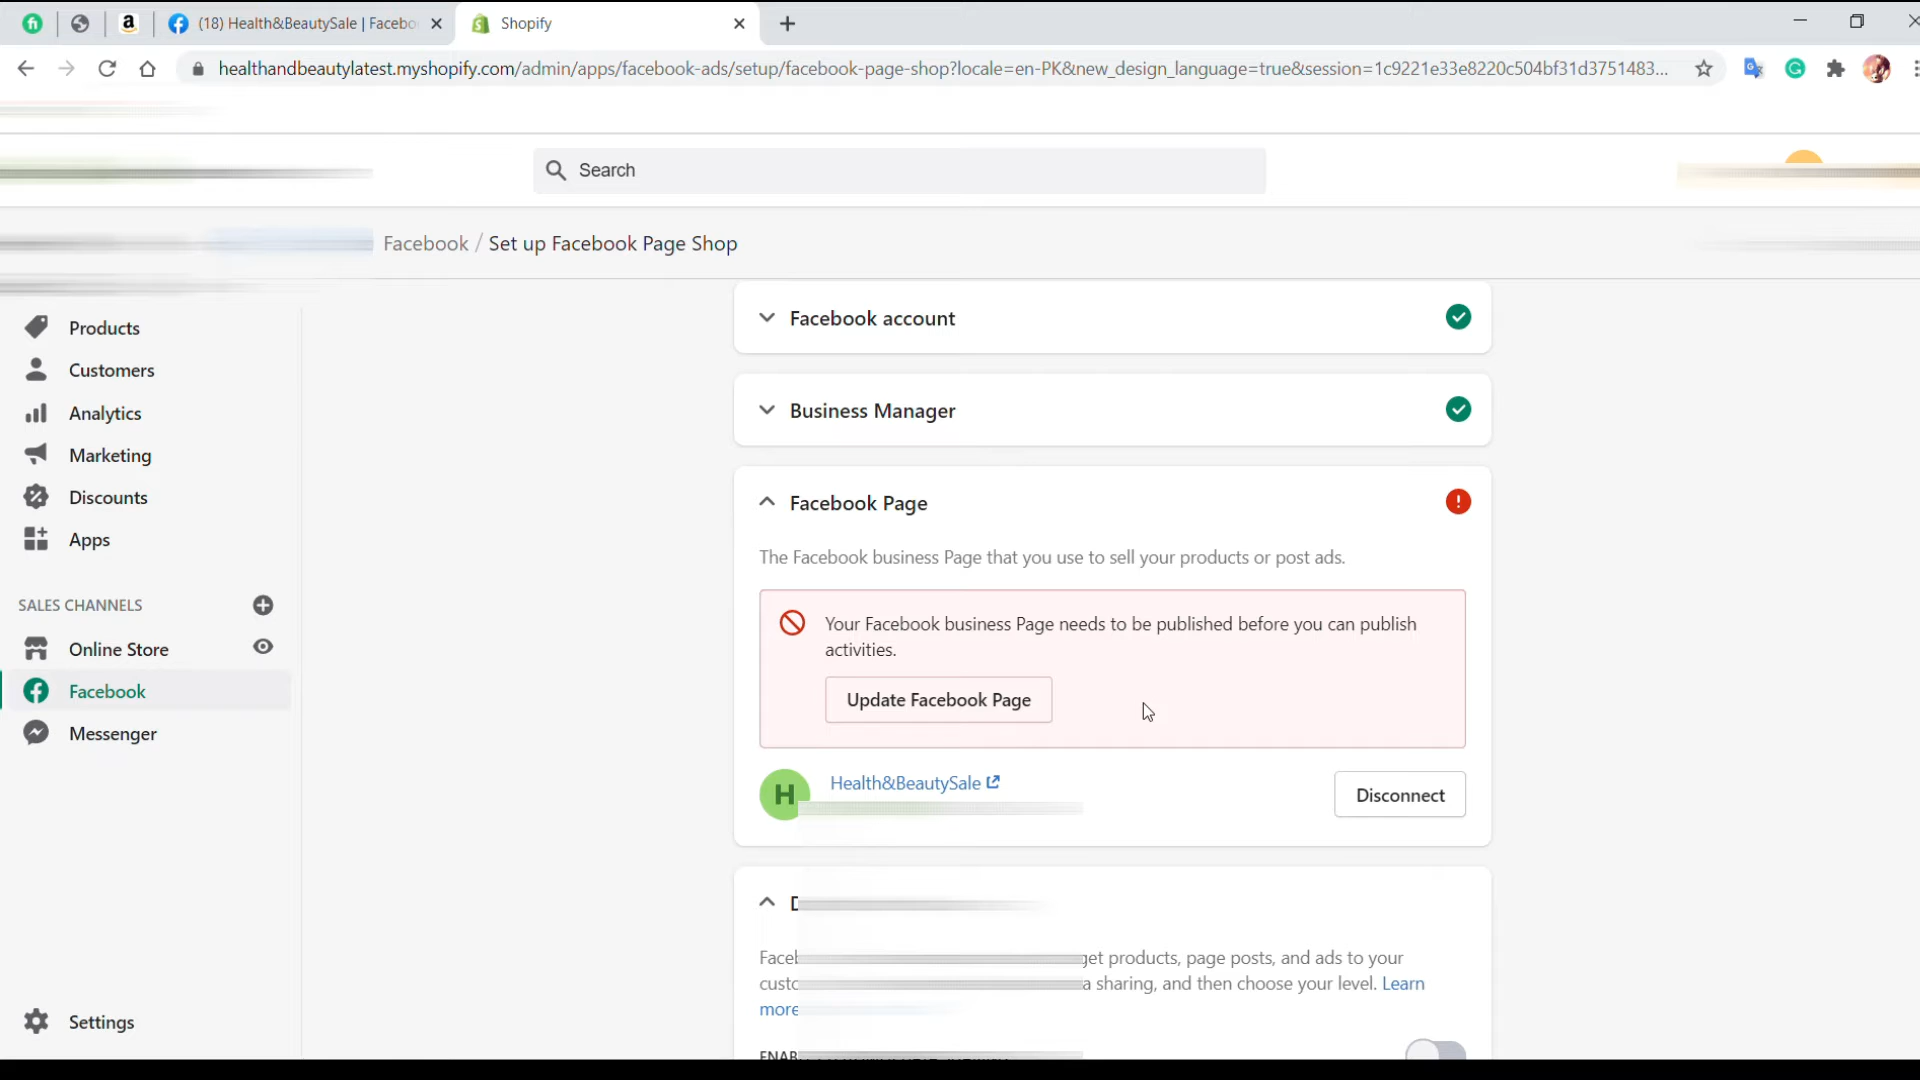 (18) Health&BeautySale | Facebo
Shopify
healthandbeautylatest.myshopify.com/admin/apps/facebook-ads/setup/facebook-page-shop?locale=en-PK&new_design_language=true&session=1c9221e33e8220c504bf31d3751483...
Search
Facebook / Set up Facebook Page Shop
Products
Customers
Analytics
Marketing
Discounts
Apps
SALES CHANNELS
Online Store
Facebook
Messenger
Settings
Facebook account
Business Manager
Facebook Page
The Facebook business Page that you use to sell your products or post ads.
Your Facebook business Page needs to be published before you can publish
activities.
Update Facebook Page
H
Health&BeautySale
Disconnect
get products, page posts, and ads to your
a sharing, and then choose your level. Learn
more